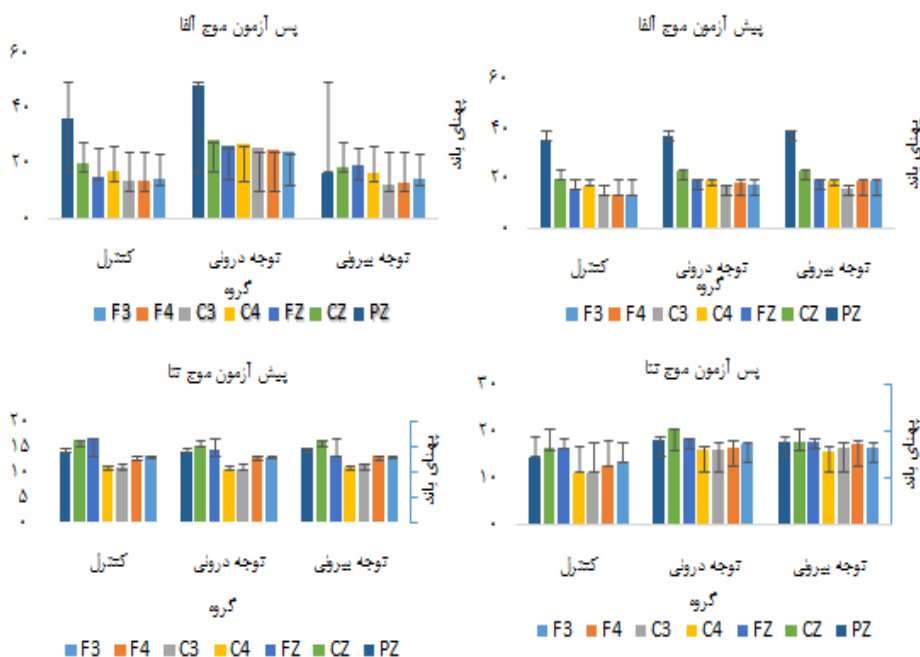 پس آزمون موج آلفا
۶۰
۴۰
۲۰
۰
کنترل
توجه درونی
توجه بیرونی
گروه
F3 F4 C3 C4 FZ CZ PZ
پیش آزمون موج آلفا
پهنای باند
۶۰
۴۰
۲۰
۰
کنترل
توجه درونی
توجه بیرونی
گروه
F3 F4 C3 C4 FZ CZ PZ
پهنای باند
پیش آزمون موج تتا
۲۰
۱۵
۱۰
۵
۰
کنترل
توجه درونی
توجه بیرونی
گروه
F3 F4 C3 C4 FZ CZ PZ
پهنای باند
پس آزمون موج تتا
۳۰
۲۰
۱۰
۰
کنترل
توجه درونی
توجه بیرونی
گروه
F3 F4 C3 C4 FZ CZ PZ
پهنای باند